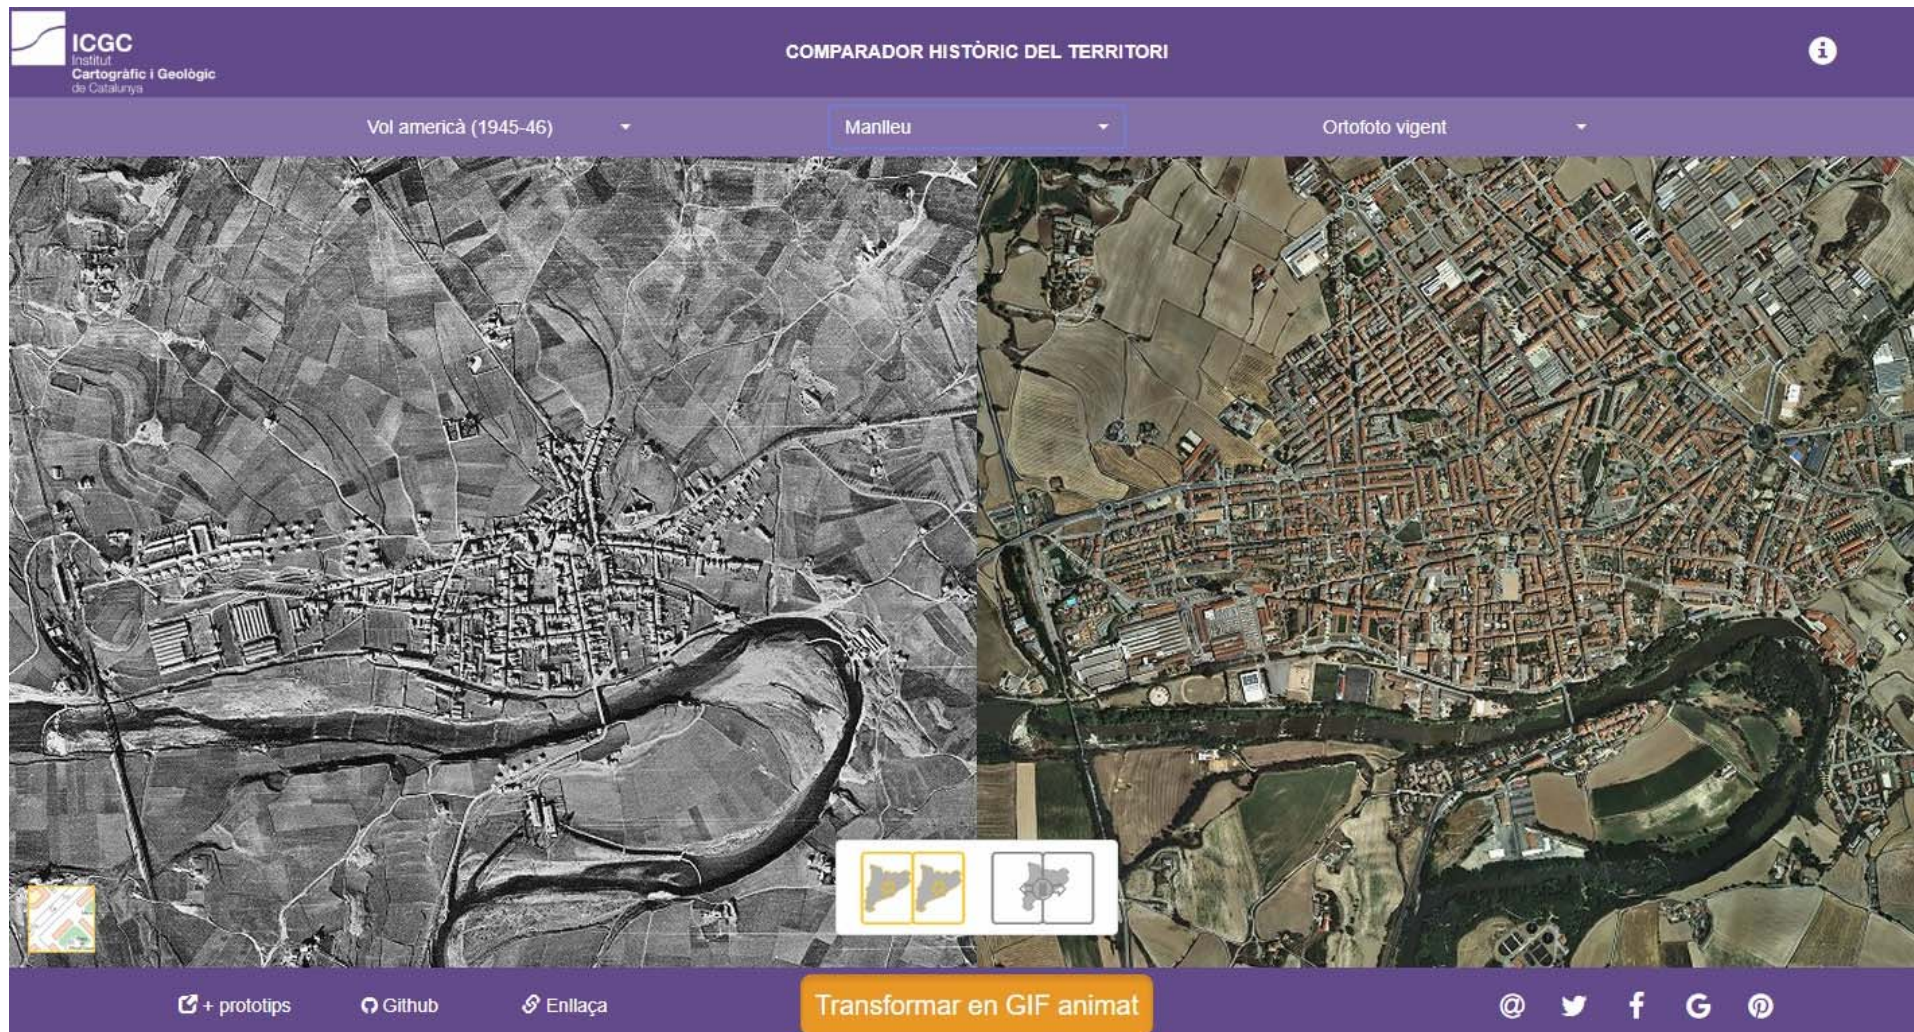 ICGC
Institut
Cartogràfic i Geològic
de Catalunya
COMPARADOR HISTÒRIC DEL TERRITORI
Vol americà (1945-46)
Manlleu
Ortofoto vigent
+ prototips
Github
Enllaça
Transformar en GIF animat